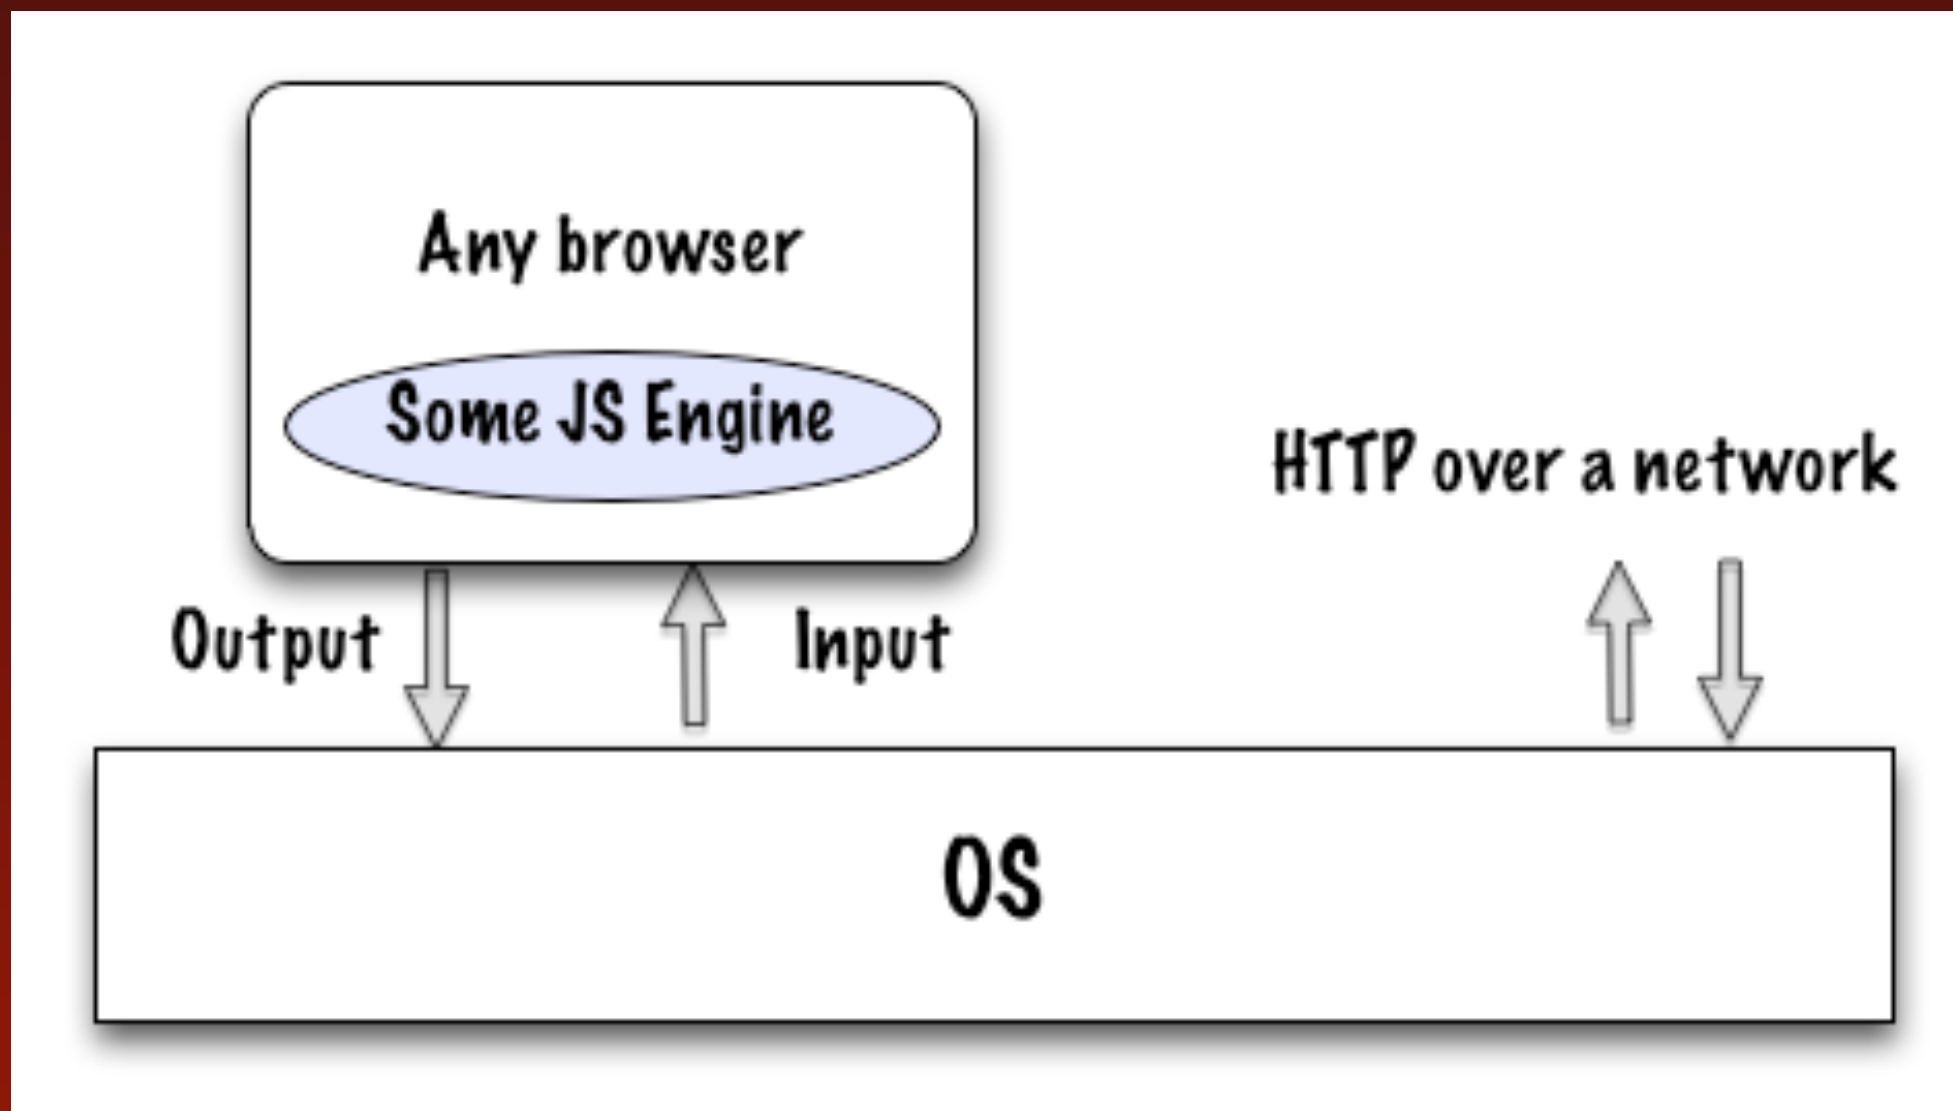 Any browser
Some JS Engine
HTTP over a network
Output
Input
OS